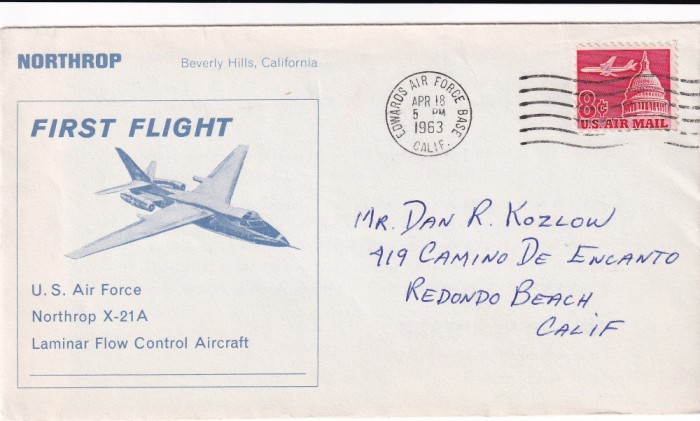 NORTHROP
Beverly Hills, California
FIRST FLIGHT
U. S. Air Force
Northrop X-21A
Laminar Flow Control Aircraft
EDWARDS AIR FORCE BASE
APR 18
5 PM
1963
CALIF.
8¢
U.S. AIR MAIL
MR. DAN R. KOZLOW
419 CAMINO DE ENCANTO
REDONDO BEACH
CALIF